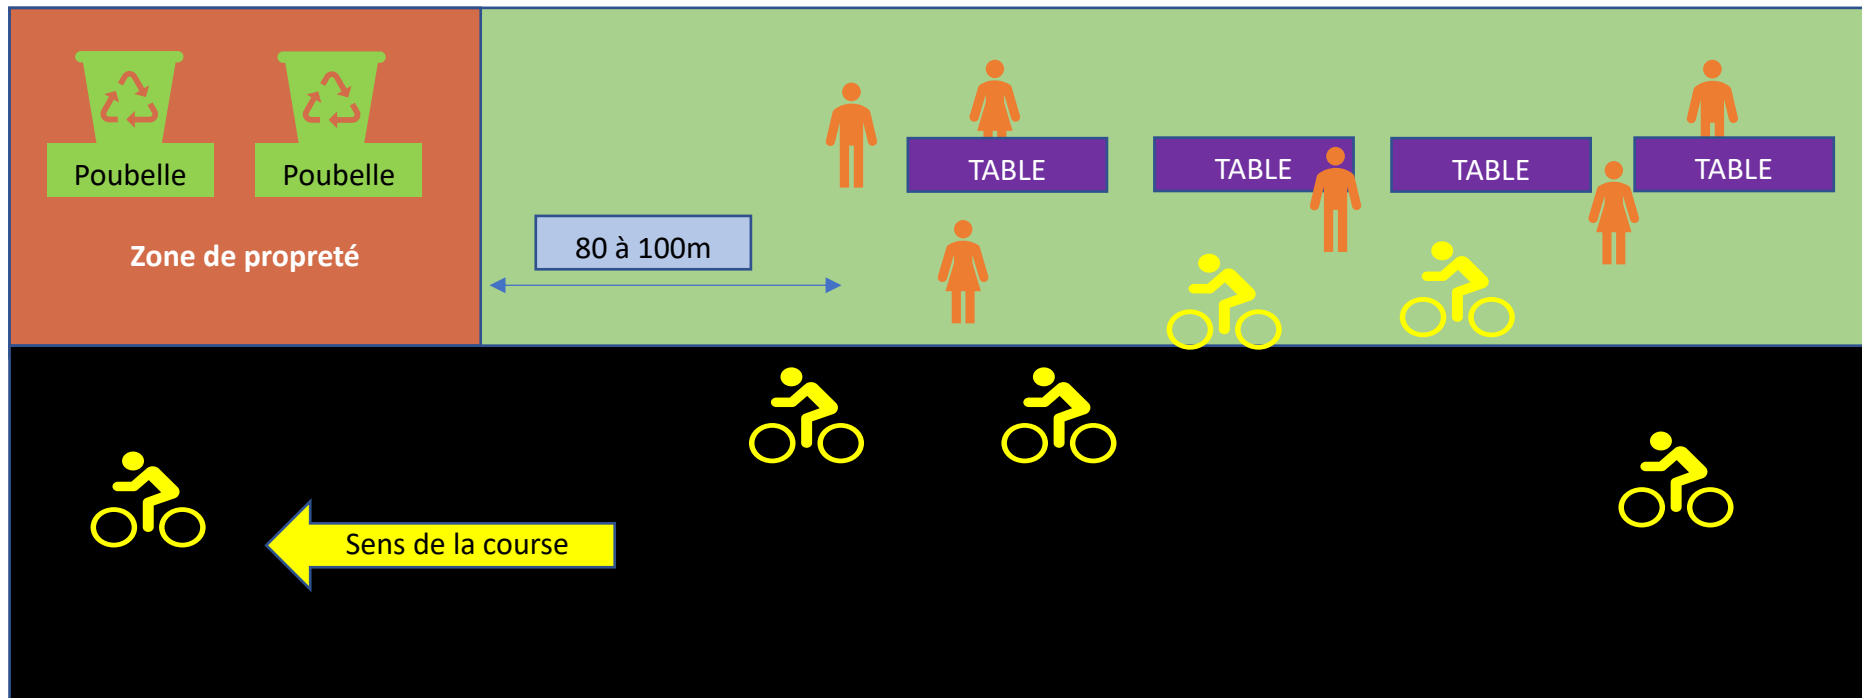 Poubelle
Poubelle
Zone de propreté
80 à 100m
TABLE
TABLE
TABLE
TABLE
Sens de la course